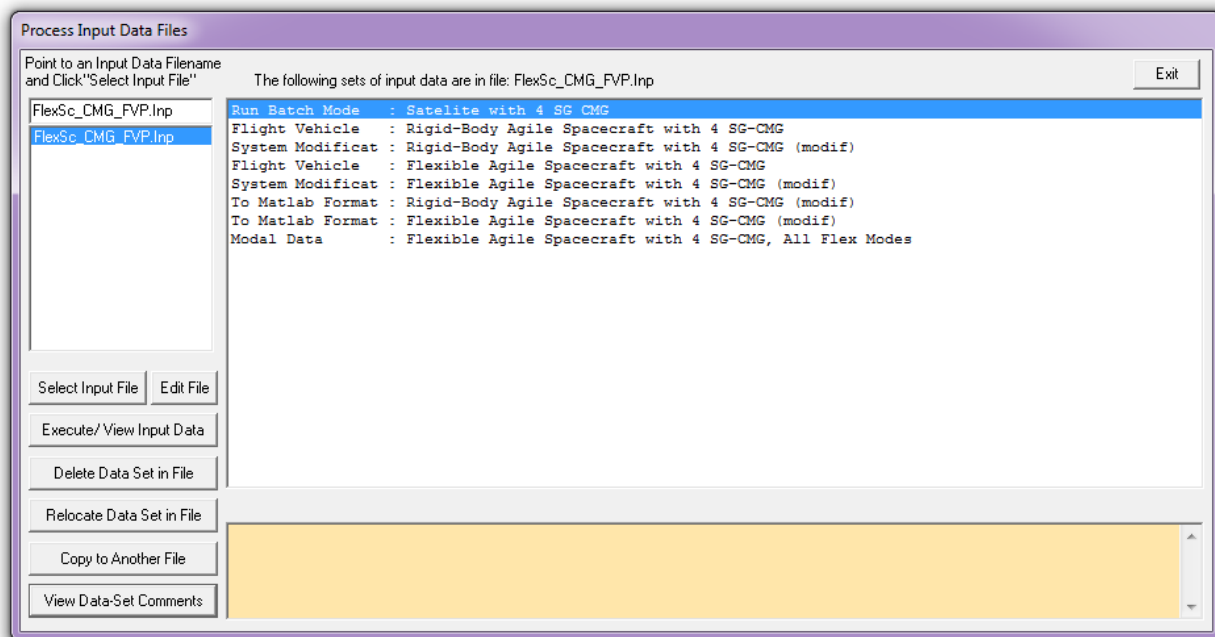 Process Input Data Files
Point to an Input Data Filename
and Click"Select Input File"
The following sets of input data are in file: FlexSc_CMG_FVP.Inp
Exit
FlexSc_CMG_FVP.Inp
FlexSc_CMG_FVP.Inp
Run Batch Mode : Satelite with 4 SG CMG
Flight Vehicle : Rigid-Body Agile Spacecraft with 4 SG-CMG
System Modificat : Rigid-Body Agile Spacecraft with 4 SG-CMG (modif)
Flight Vehicle : Flexible Agile Spacecraft with 4 SG-CMG
System Modificat : Flexible Agile Spacecraft with 4 SG-CMG (modif)
To Matlab Format : Rigid-Body Agile Spacecraft with 4 SG-CMG (modif)
To Matlab Format : Flexible Agile Spacecraft with 4 SG-CMG (modif)
Modal Data : Flexible Agile Spacecraft with 4 SG-CMG, All Flex Modes
Select Input File
Edit File
Execute/ View Input Data
Delete Data Set in File
Relocate Data Set in File
Copy to Another File
View Data-Set Comments